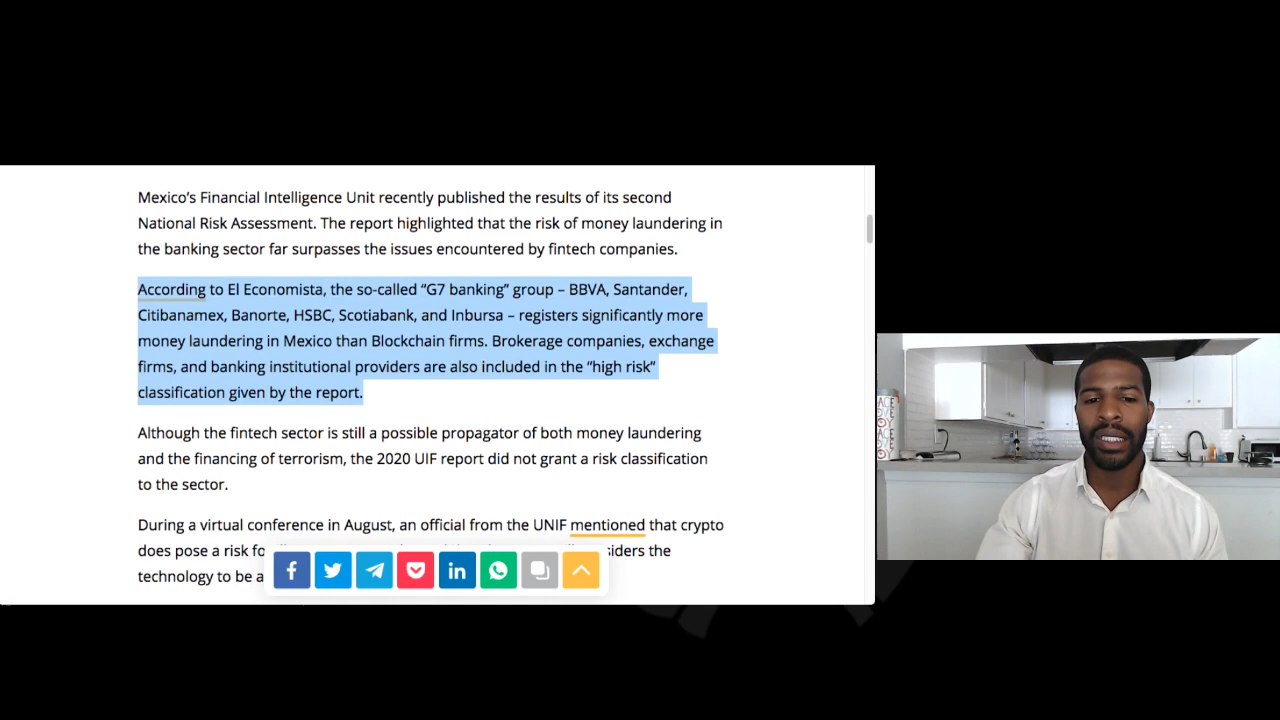 Mexico’s Financial Intelligence Unit recently published the results of its second
National Risk Assessment. The report highlighted that the risk of money laundering in
the banking sector far surpasses the issues encountered by fintech companies.
According to El Economista, the so-called “G7 banking” group – BBVA, Santander,
Citibanamex, Banorte, HSBC, Scotiabank, and Inbursa – registers significantly more
money laundering in Mexico than Blockchain firms. Brokerage companies, exchange
firms, and banking institutional providers are also included in the “high risk”
classification given by the report.
Although the fintech sector is still a possible propagator of both money laundering
and the financing of terrorism, the 2020 UIF report did not grant a risk classification
to the sector.
During a virtual conference in August, an official from the UNIF mentioned that crypto
does pose a risk the
technology to be a